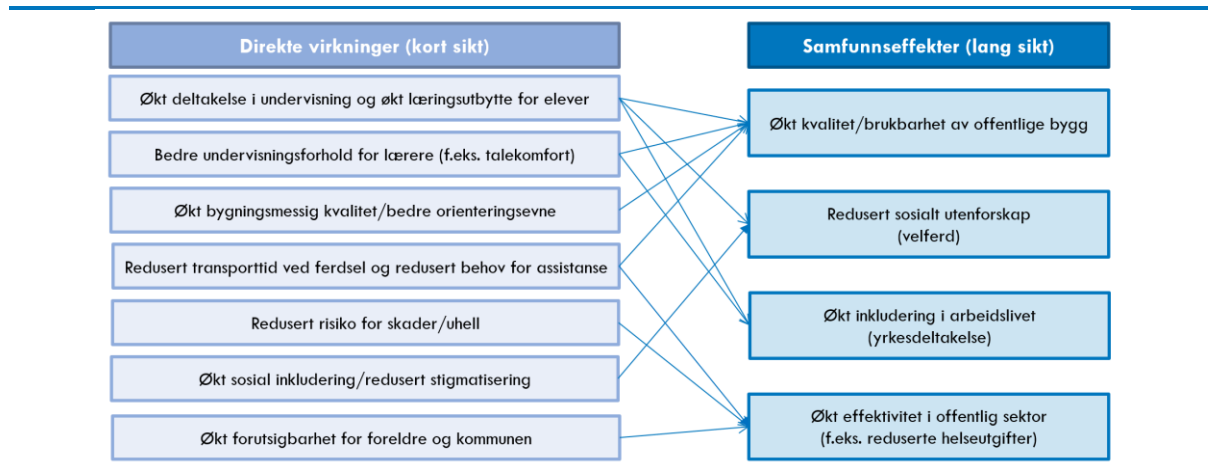 Direkte virkninger (kort sikt)
Økt deltakelse i undervisning og økt læringsutbytte for elever
Bedre undervisningsforhold for lærere (f.eks. talekomfort)
Økt bygningsmessig kvalitet/bedre orienteringsevne
Redusert transporttid ved ferdsel og redusert behov for assistanse
Redusert risiko for skader/uhell
Økt sosial inkludering/redusert stigmatisering
Økt forutsigbarhet for foreldre og kommunen
Samfunnseffekter (lang sikt)
Økt kvalitet/brukbarhet av offentlige bygg
Redusert sosialt utenforskap
(velferd)
Økt inkludering i arbeidslivet
(yrkesdeltakelse)
Økt effektivitet i offentlig sektor
(f.eks. reduserte helseutgifter)